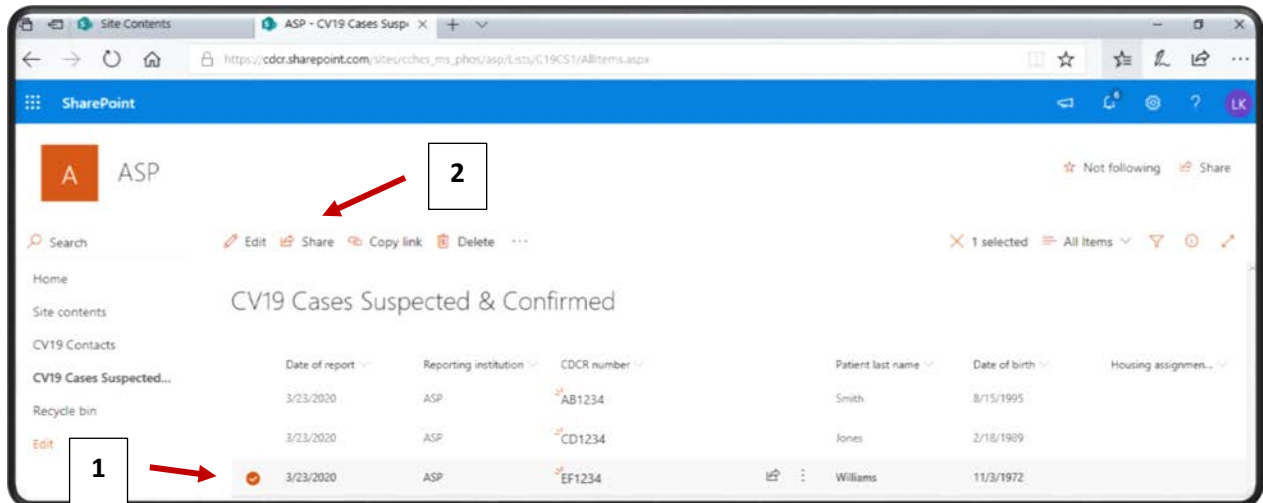 Site Contents ASP - CV19 Cases Susp
https://cdcr.sharepoint.com/sites/cchcs_ms_phos/asp/Lists/C19CS1/AllItems.aspx
SharePoint 6 ? LK
A ASP 2 Not following Share
Search Edit Share Copy link Delete ... 1 selected All Items
Home
CV19 Cases Suspected & Confirmed
Site contents
CV19 Contacts
Date of report Reporting institution CDCR number Patient last name Date of birth Housing assignmen...
CV19 Cases Suspected...
3/23/2020 ASP AB1234 Smith 8/15/1995
Recycle bin
3/23/2020 ASP CD1234 Jones 2/18/1989
Edit
1 3/23/2020 ASP EF1234 Williams 11/3/1972